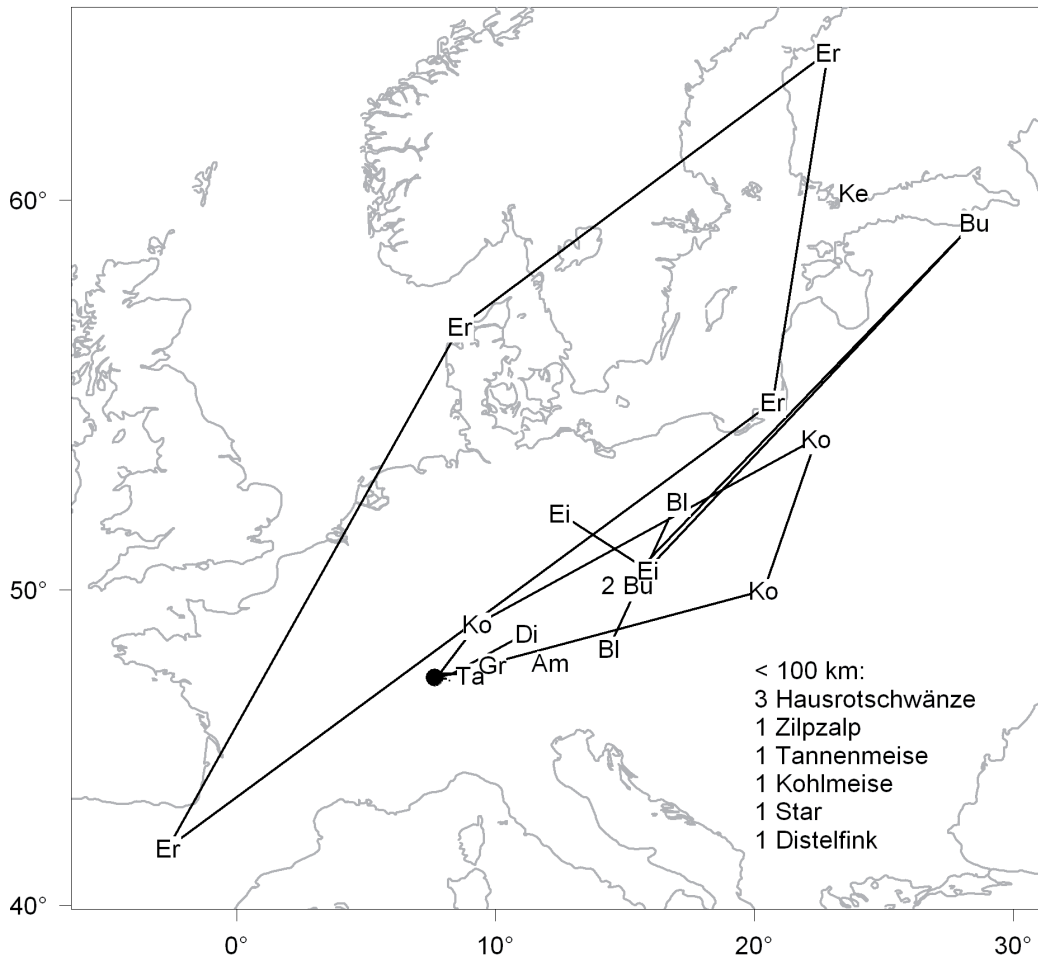 Er
60°
Ke
Bu
Er
Er
Ko
Bl
Ei
Ei
50°
2 Bu
Ko
Ko
Di
Bl
Gr
Am
Ta
< 100 km:
3 Hausrotschwänze
1 Zilpzalp
1 Tannenmeise
1 Kohlmeise
1 Star
1 Distelfink
Er
40°
0°
10°
20°
30°